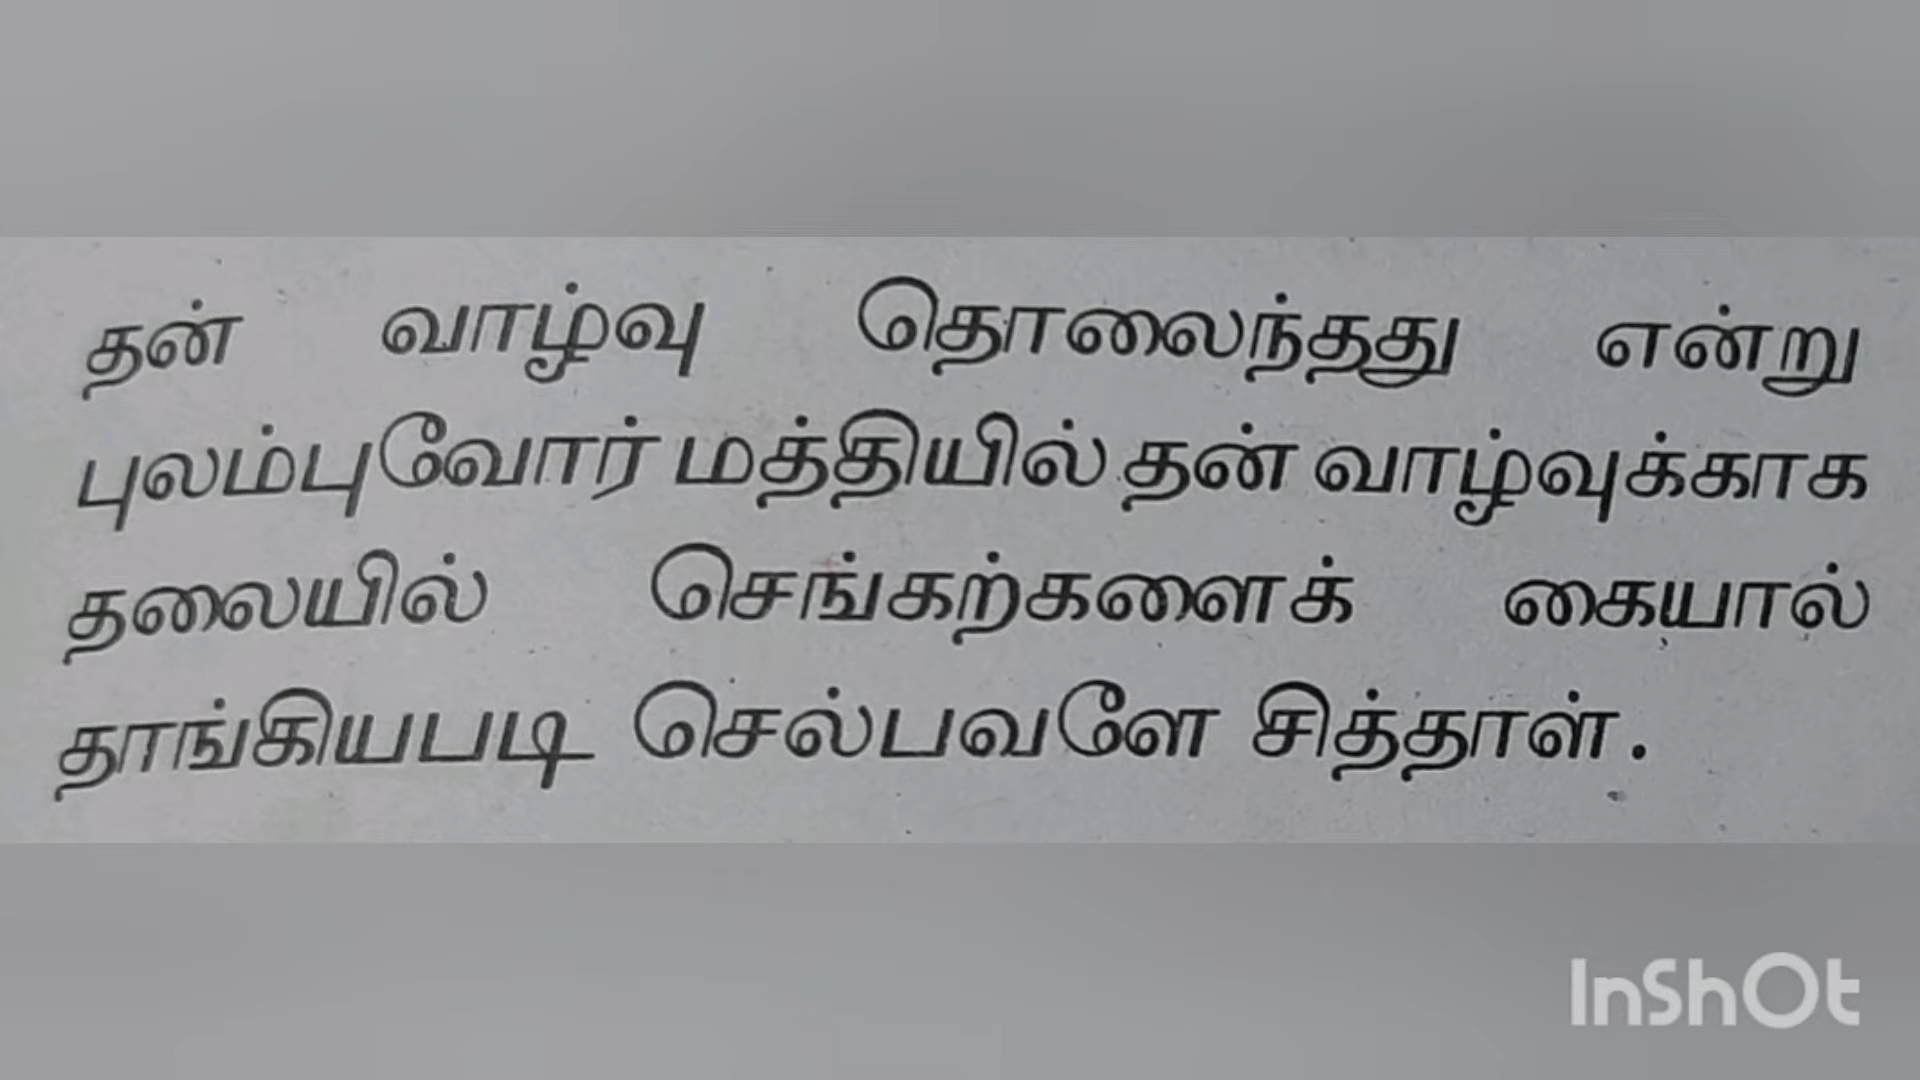 தன் வாழ்வு தொலைந்தது என்று
புலம்புவோர் மத்தியில் தன் வாழ்வுக்காக
தலையில் செங்கற்களைக் கையால்
தாங்கியபடி செல்பவளே சித்தாள்.
InShOt